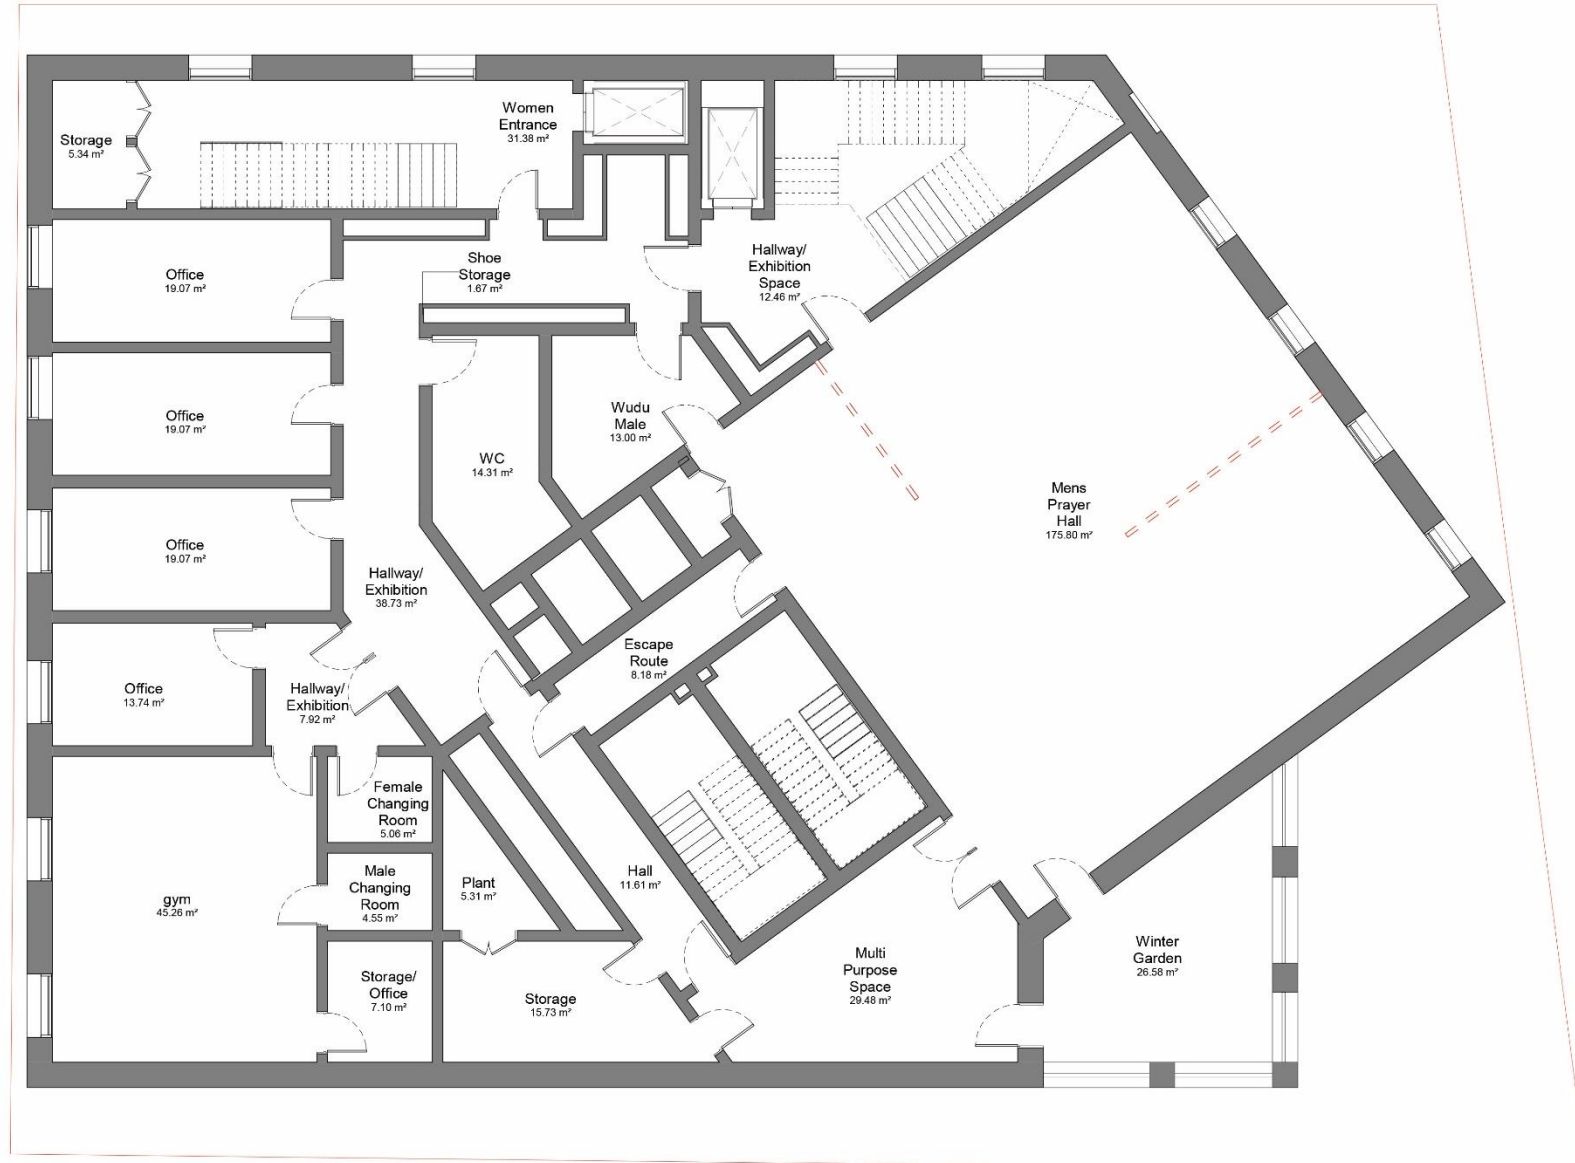 Women
Entrance
31.38 m²
Storage
5.34 m²
Office
19.07 m²
Shoe
Storage
1.67 m²
Hallway/
Exhibition
Space
12.46 m²
Office
19.07 m²
WC
14.31 m²
Wudu
Male
13.00 m²
Mens
Prayer
Hall
175.80 m²
Office
19.07 m²
Hallway/
Exhibition
38.73 m²
Escape
Route
8.18 m²
Office
13.74 m²
Hallway/
Exhibition
7.92 m²
Female
Changing
Room
5.06 m²
gym
45.26 m²
Male
Changing
Room
4.55 m²
Plant
5.31 m²
Hall
11.61 m²
Storage/
Office
7.10 m²
Storage
15.73 m²
Multi
Purpose
Space
29.48 m²
Winter
Garden
26.58 m²